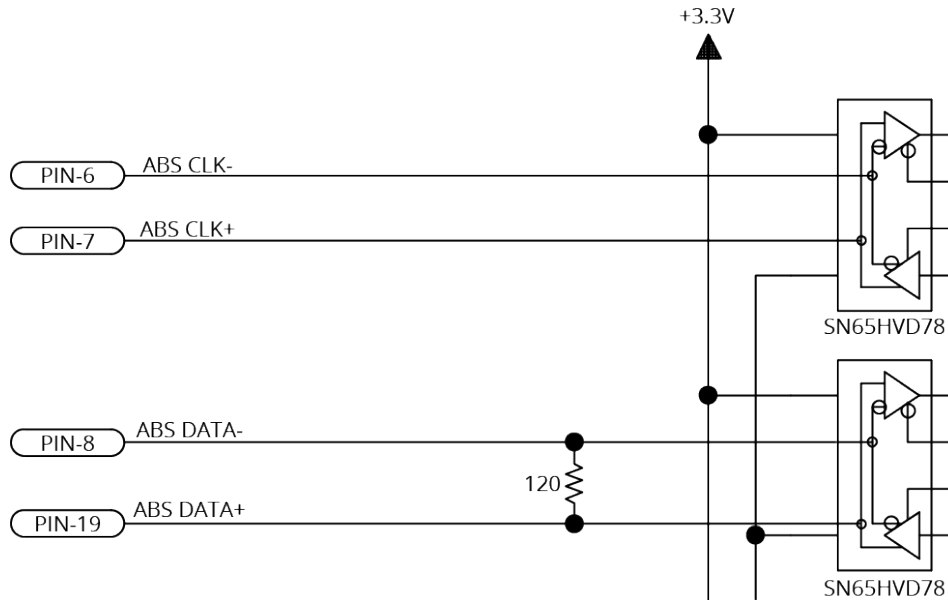 +3.3V
PIN-6
ABS CLK-
PIN-7
ABS CLK+
SN65HVD78
PIN-8
ABS DATA-
120
PIN-19
ABS DATA+
SN65HVD78